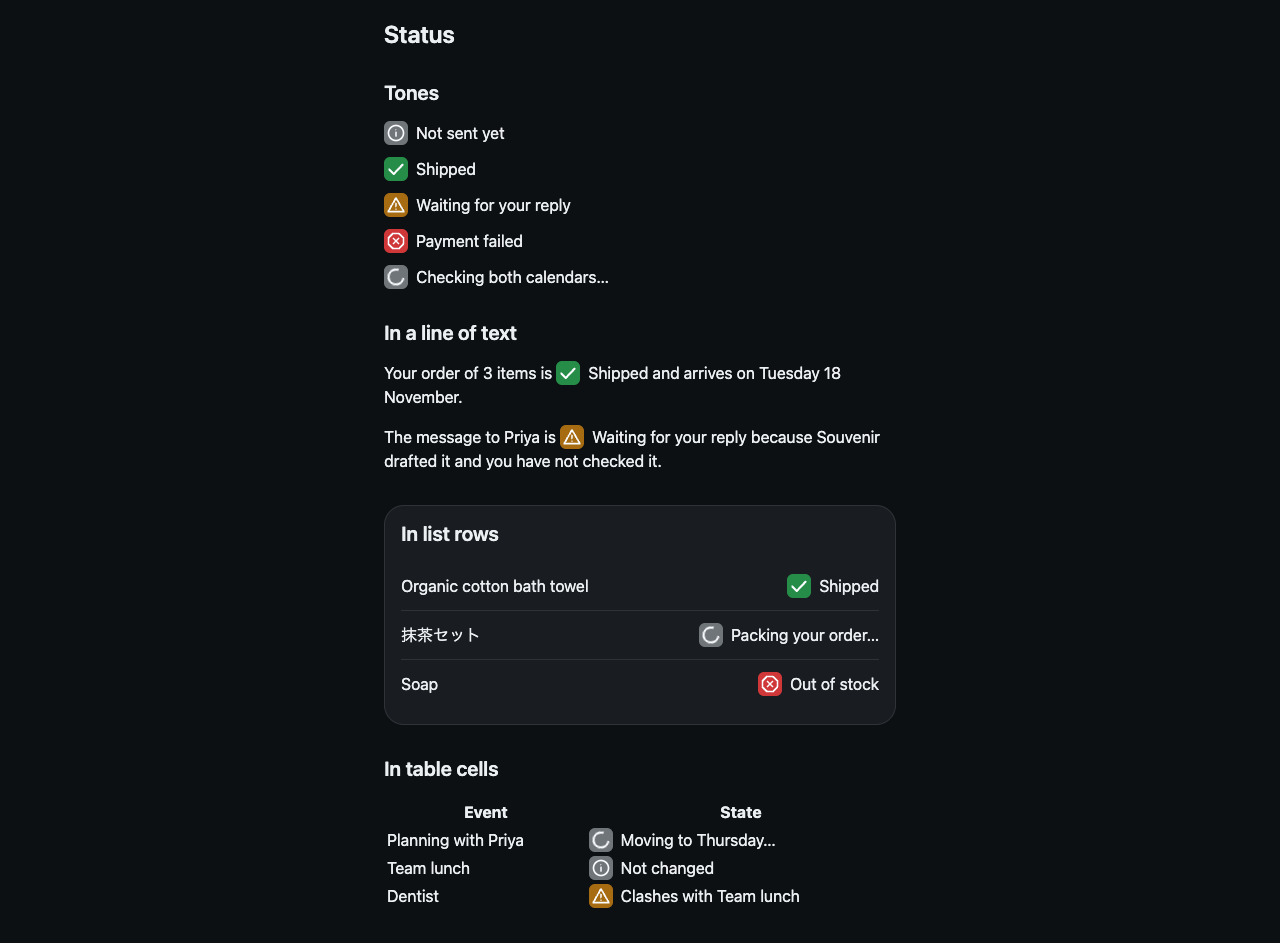 Status
Tones
Not sent yet
Shipped
Waiting for your reply
Payment failed
Checking both calendars...
In a line of text
Your order of 3 items is Shipped and arrives on Tuesday 18
November.
The message to Priya is Waiting for your reply because Souvenir
drafted it and you have not checked it.
In list rows
Organic cotton bath towel Shipped
抹茶セット Packing your order...
Soap Out of stock
In table cells
Event State
Planning with Priya Moving to Thursday...
Team lunch Not changed
Dentist Clashes with Team lunch